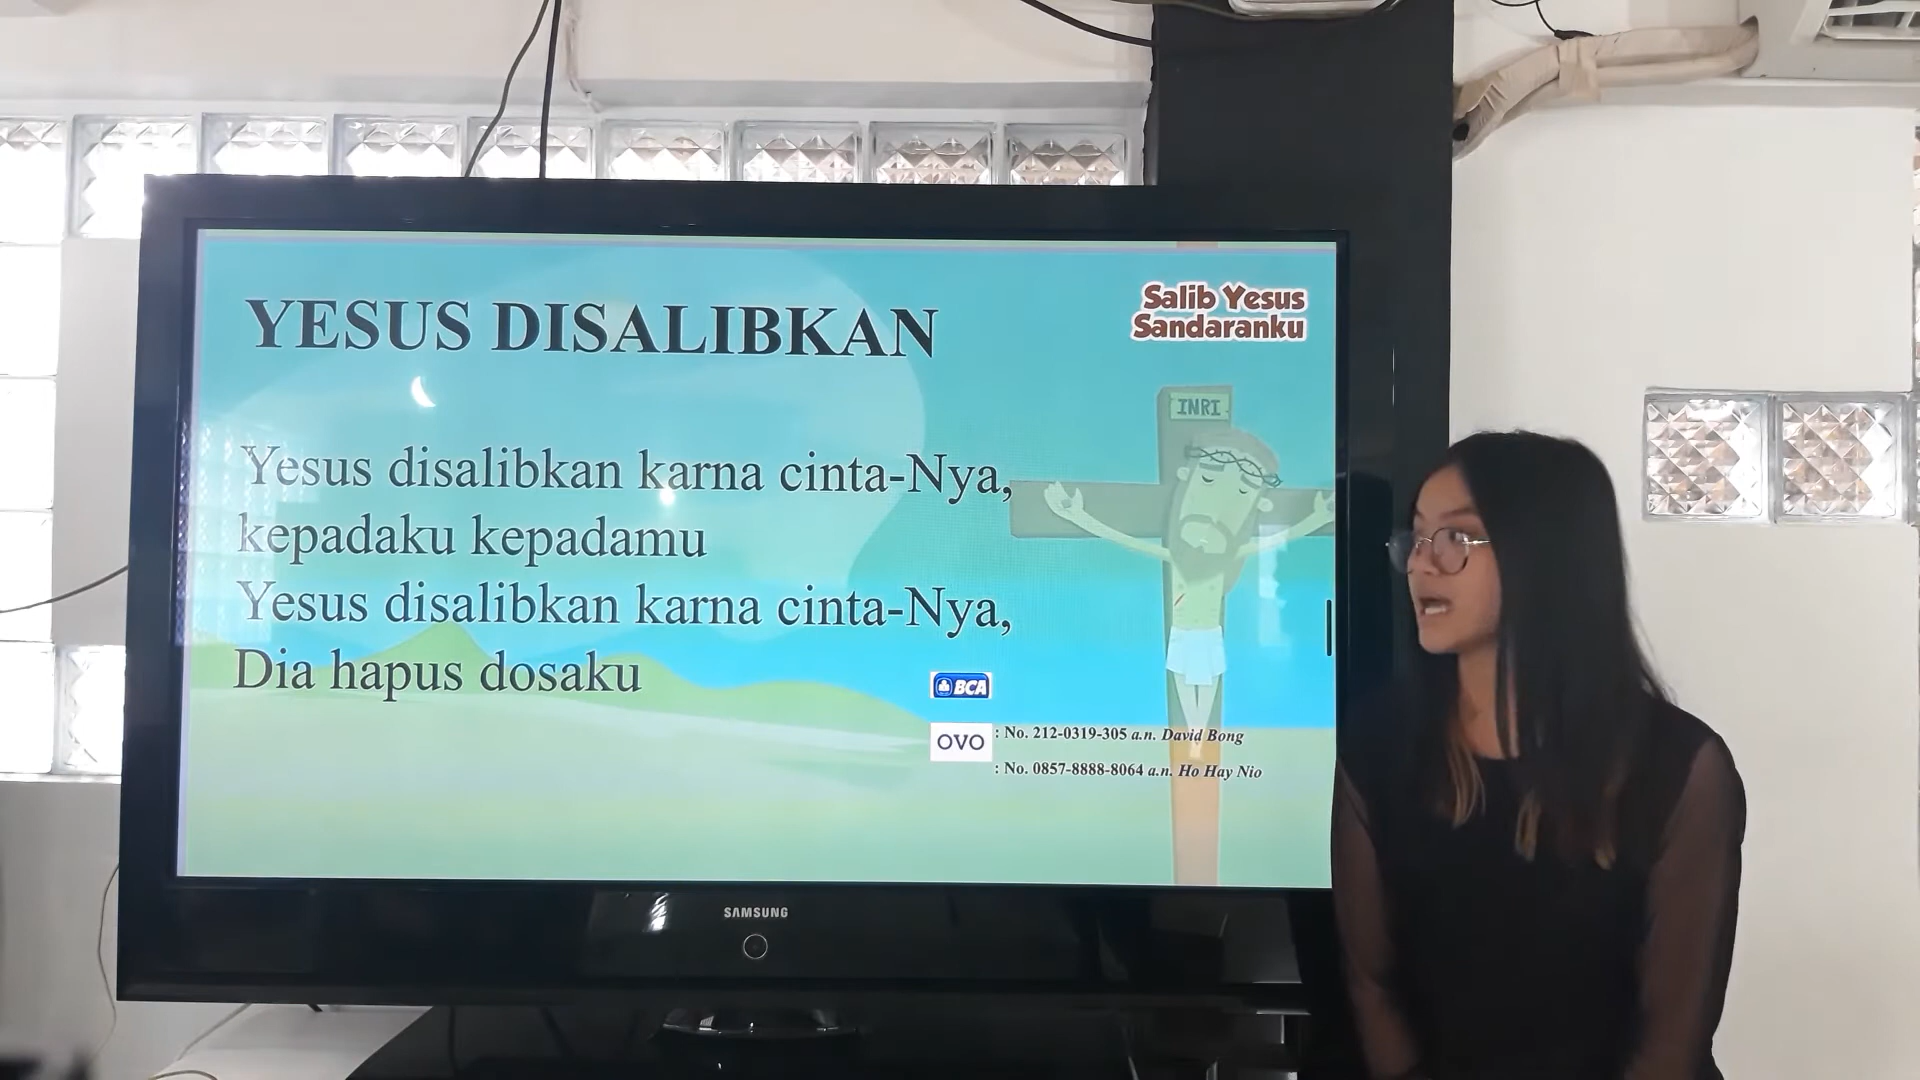 YESUS DISALIBKAN
Salib Yesus
Sandaranku
INRI
Yesus disalibkan karna cinta-Nya,
kepadaku kepadamu
Yesus disalibkan karna cinta-Nya,
Dia hapus dosaku
BCA
OVO
: No. 212-0319-305 a.n. David Bong
: No. 0857-8888-8064 a.n. Ho Hay Nio
SAMSUNG